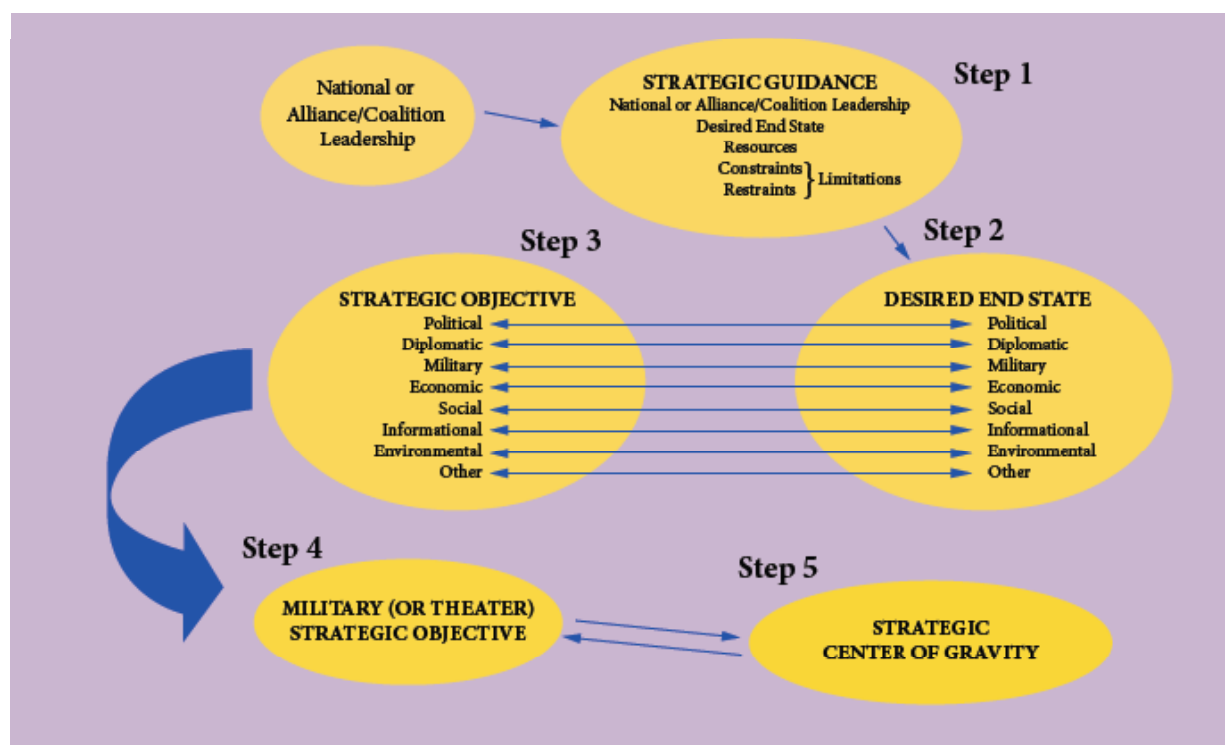 National or
Alliance/Coalition
Leadership
Step 1
STRATEGIC GUIDANCE
National or Alliance/Coalition Leadership
Desired End State
Resources
Constraints
Restraints
} Limitations
Step 2
DESIRED END STATE
Political
Diplomatic
Military
Economic
Social
Informational
Environmental
Other
Step 3
STRATEGIC OBJECTIVE
Political
Diplomatic
Military
Economic
Social
Informational
Environmental
Other
Step 4
MILITARY (OR THEATER)
STRATEGIC OBJECTIVE
Step 5
STRATEGIC
CENTER OF GRAVITY